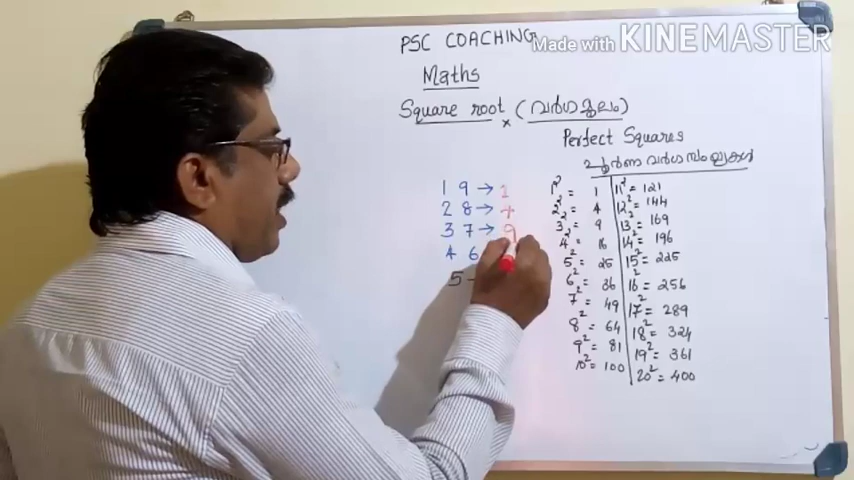 PSC COACHING
Made with KINEMASTER
Maths
Square root (വർഗമൂലം)
Perfect Squares
പൂർണ വർഗസംഖ്യകൾ
1 9 → 1
2 8 → 4
3 7 → 9
4 6
5 -
1² = 1
2² = 4
3² = 9
4² = 16
5² = 25
6² = 36
7² = 49
8² = 64
9² = 81
10² = 100
11² = 121
12² = 144
13² = 169
14² = 196
15² = 225
16² = 256
17² = 289
18² = 324
19² = 361
20² = 400